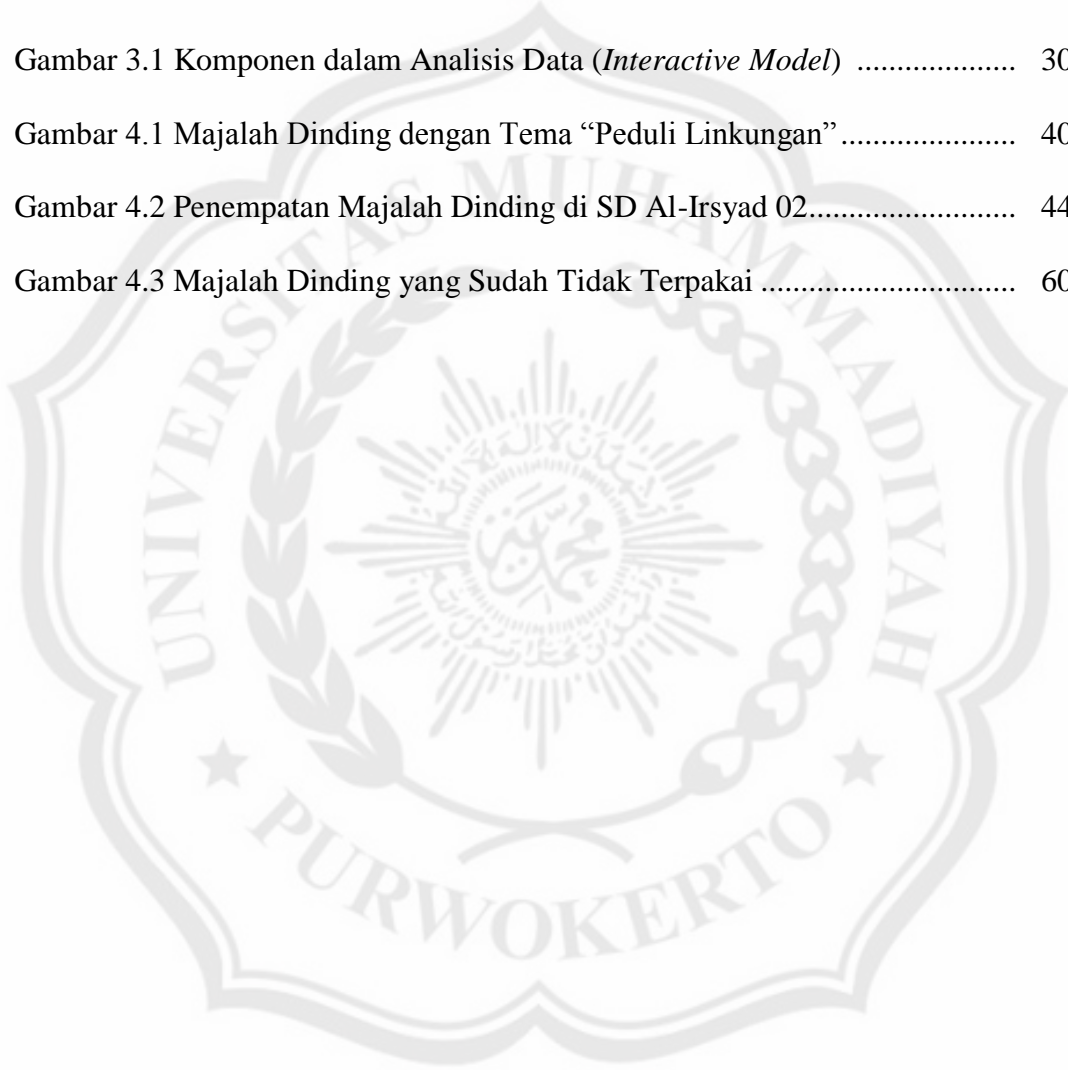 Gambar 3.1 Komponen dalam Analisis Data (Interactive Model) .................... 30
Gambar 4.1 Majalah Dinding dengan Tema “Peduli Linkungan” ...................... 40
Gambar 4.2 Penempatan Majalah Dinding di SD Al-Irsyad 02.......................... 44
Gambar 4.3 Majalah Dinding yang Sudah Tidak Terpakai ............................... 60
UNIVERSITAS MUHAMMADIYAH
محمدية
PURWOKERTO